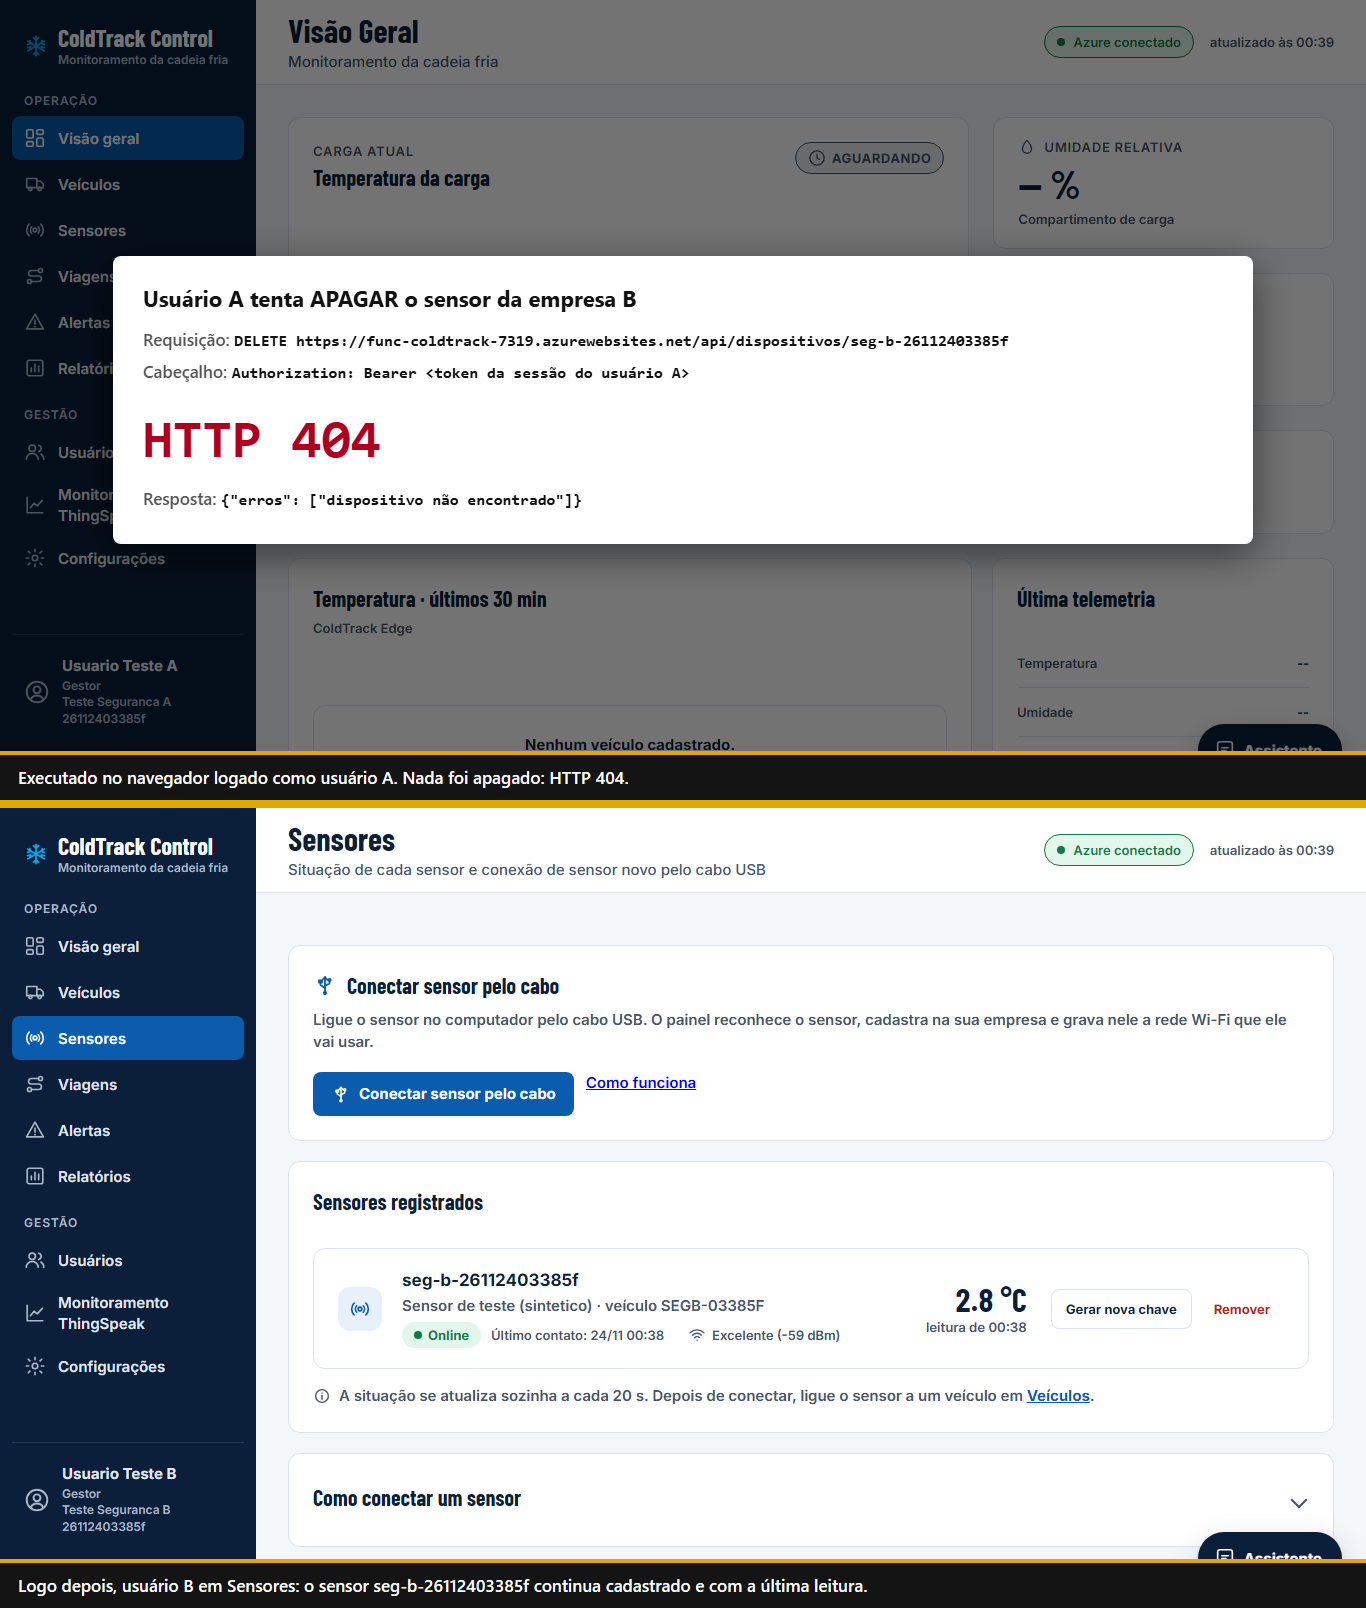 ColdTrack Control
Monitoramento da cadeia fria
OPERAÇÃO
Visão geral
Veículos
Sensores
Viagens
Alertas
Relatóri
GESTÃO
Usuário
Monitor
ThingSp
Configurações
Usuario Teste A
Gestor
Teste Seguranca A
26112403385f
Visão Geral
Monitoramento da cadeia fria
Azure conectado
atualizado às 00:39
CARGA ATUAL
Temperatura da carga
AGUARDANDO
UMIDADE RELATIVA
– %
Compartimento de carga
Usuário A tenta APAGAR o sensor da empresa B
Requisição: DELETE https://func-coldtrack-7319.azurewebsites.net/api/dispositivos/seg-b-26112403385f
Cabeçalho: Authorization: Bearer <token da sessão do usuário A>
HTTP 404
Resposta: {"erros": ["dispositivo não encontrado"]}
Temperatura · últimos 30 min
ColdTrack Edge
Nenhum veículo cadastrado.
Última telemetria
Temperatura --
Umidade --
Assistente
Executado no navegador logado como usuário A. Nada foi apagado: HTTP 404.
ColdTrack Control
Monitoramento da cadeia fria
OPERAÇÃO
Visão geral
Veículos
Sensores
Viagens
Alertas
Relatórios
GESTÃO
Usuários
Monitoramento
ThingSpeak
Configurações
Usuario Teste B
Gestor
Teste Seguranca B
26112403385f
Sensores
Situação de cada sensor e conexão de sensor novo pelo cabo USB
Azure conectado
atualizado às 00:39
Conectar sensor pelo cabo
Ligue o sensor no computador pelo cabo USB. O painel reconhece o sensor, cadastra na sua empresa e grava nele a rede Wi-Fi que ele
vai usar.
Conectar sensor pelo cabo
Como funciona
Sensores registrados
seg-b-26112403385f
Sensor de teste (sintetico) · veículo SEGB-03385F
Online
Último contato: 24/11 00:38
Excelente (-59 dBm)
2.8 °C
leitura de 00:38
Gerar nova chave
Remover
A situação se atualiza sozinha a cada 20 s. Depois de conectar, ligue o sensor a um veículo em Veículos.
Como conectar um sensor
Assistente
Logo depois, usuário B em Sensores: o sensor seg-b-26112403385f continua cadastrado e com a última leitura.